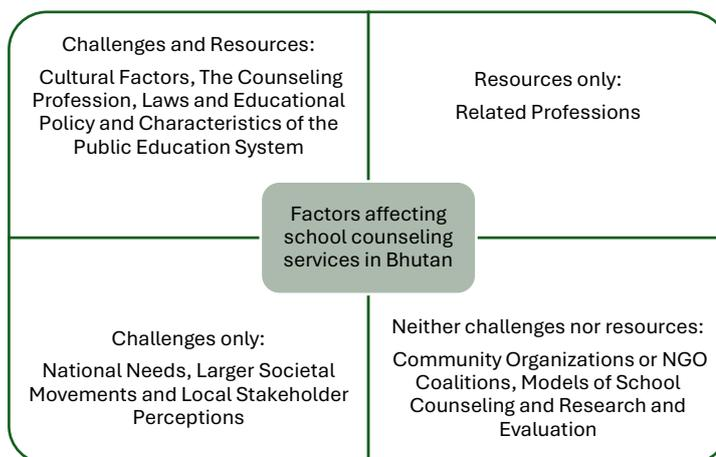 Challenges and Resources:
Cultural Factors, The Counseling
Profession, Laws and Educational
Policy and Characteristics of the
Public Education System
Resources only:
Related Professions
Factors affecting
school counseling
services in Bhutan
Challenges only:
National Needs, Larger Societal
Movements and Local Stakeholder
Perceptions
Neither challenges nor resources:
Community Organizations or NGO
Coalitions, Models of School
Counseling and Research and
Evaluation